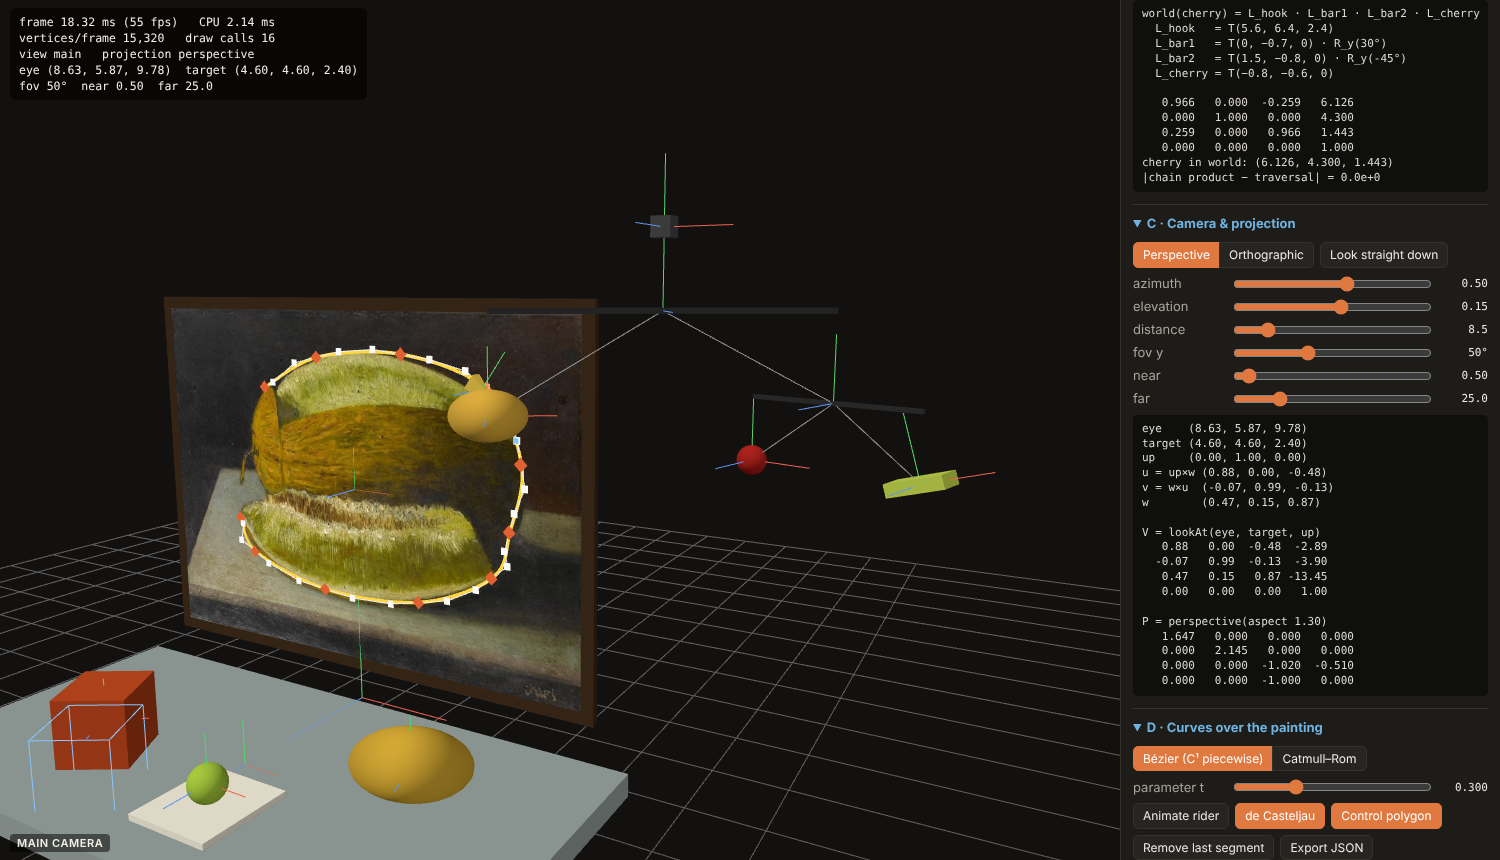 frame 18.32 ms (55 fps)   CPU 2.14 ms
vertices/frame 15,320   draw calls 16
view main   projection perspective
eye (8.63, 5.87, 9.78)  target (4.60, 4.60, 2.40)
fov 50°  near 0.50  far 25.0
MAIN CAMERA
world(cherry) = L_hook · L_bar1 · L_bar2 · L_cherry
L_hook   = T(5.6, 6.4, 2.4)
L_bar1   = T(0, −0.7, 0) · R_y(30°)
L_bar2   = T(1.5, −0.8, 0) · R_y(-45°)
L_cherry = T(−0.8, −0.6, 0)
0.966   0.000  -0.259   6.126
0.000   1.000   0.000   4.300
0.259   0.000   0.966   1.443
0.000   0.000   0.000   1.000
cherry in world: (6.126, 4.300, 1.443)
|chain product − traversal| = 0.0e+0
▼ C · Camera & projection
Perspective   Orthographic   Look straight down
azimuth   0.50
elevation   0.15
distance   8.5
fov y   50°
near   0.50
far   25.0
eye    (8.63, 5.87, 9.78)
target (4.60, 4.60, 2.40)
up     (0.00, 1.00, 0.00)
u = up×w (0.88, 0.00, -0.48)
v = w×u  (-0.07, 0.99, -0.13)
w        (0.47, 0.15, 0.87)
V = lookAt(eye, target, up)
0.88   0.00  -0.48  -2.89
-0.07   0.99  -0.13  -3.90
0.47   0.15   0.87 -13.45
0.00   0.00   0.00   1.00
P = perspective(aspect 1.30)
1.647   0.000   0.000   0.000
0.000   2.145   0.000   0.000
0.000   0.000  -1.020  -0.510
0.000   0.000  -1.000   0.000
▼ D · Curves over the painting
Bézier (C¹ piecewise)   Catmull–Rom
parameter t   0.300
Animate rider   de Casteljau   Control polygon
Remove last segment   Export JSON